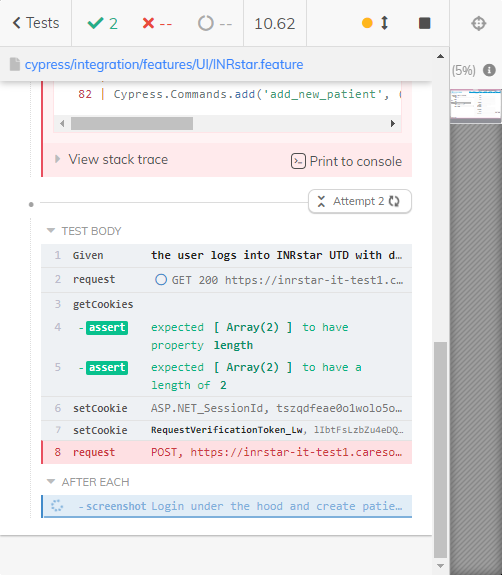 Tests 2 -- -- 10.62
cypress/integration/features/UI/INRstar.feature
(5%)
82 | Cypress.Commands.add('add_new_patient', (
View stack trace Print to console
Attempt 2
TEST BODY
1 Given the user logs into INRstar UTD with d…
2 request GET 200 https://inrstar-it-test1.c…
3 getCookies
4 -assert expected [ Array(2) ] to have
property length
5 -assert expected [ Array(2) ] to have a
length of 2
6 setCookie ASP.NET_SessionId, tszqdfeae0o1wolo5o…
7 setCookie RequestVerificationToken_Lw, lIbtFsLzbZu4eDQ…
8 request POST, https://inrstar-it-test1.careso…
AFTER EACH
-screenshot Login under the hood and create patie…